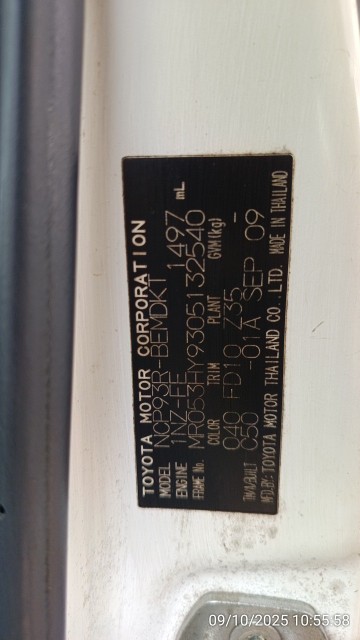 TOYOTA MOTOR CORPORATION
MODEL NCP93R-BEMDKT
ENGINE 1NZ-FE 1497 mL
FRAME No. MR053HY9305132540
COLOR TRIM PLANT GVM(kg)
040 FD10 Z35 -
TM/A/BUILT C50 -01A SEP 09
MFD.BY: TOYOTA MOTOR THAILAND CO., LTD. MADE IN THAILAND
09/10/2025 10:55:58